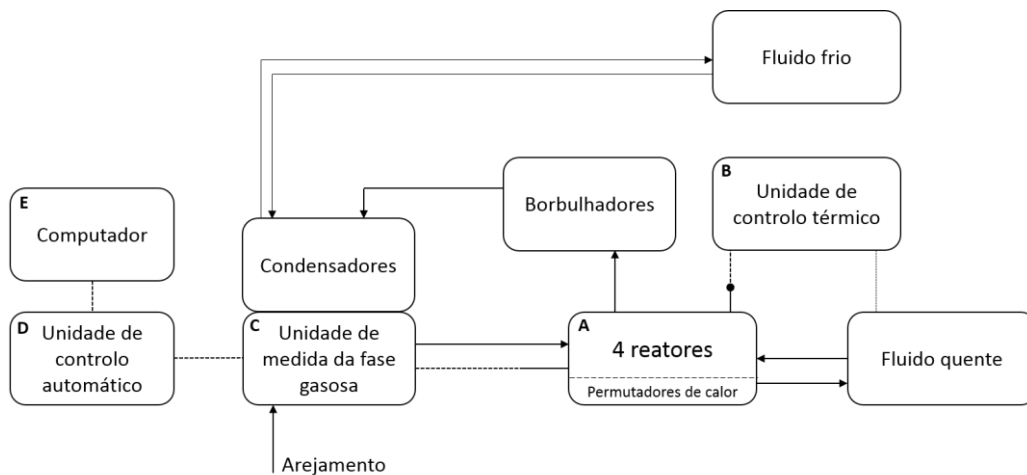 Fluido frio
E
Computador
Borbulhadores
B
Unidade de
controlo térmico
Condensadores
D
Unidade de
controlo
automático
C
Unidade de
medida da fase
gasosa
A
4 reatores
Permutadores de calor
Fluido quente
Arejamento